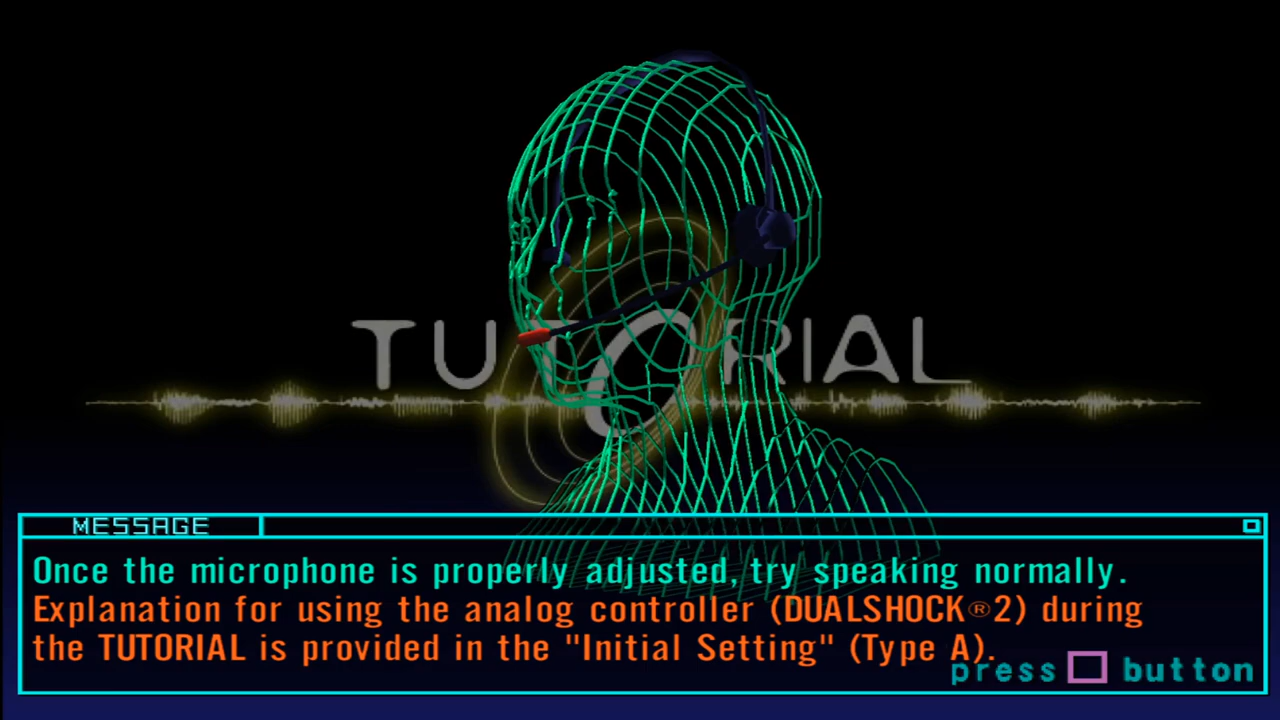 TUTORIAL
MESSAGE
Once the microphone is properly adjusted, try speaking normally.
Explanation for using the analog controller (DUALSHOCK®2) during
the TUTORIAL is provided in the "Initial Setting" (Type A).
press □ button